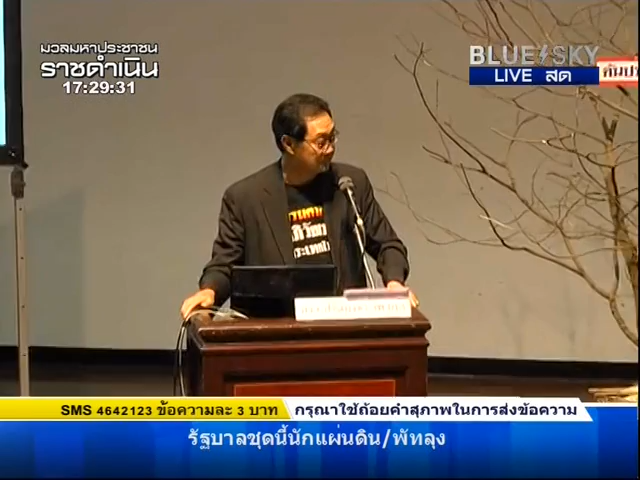 มวลมหาประชาชน
ราชดำเนิน
17:29:31
BLUE SKY
LIVE สด
SMS 4642123 ข้อความละ 3 บาท
กรุณาใช้ถ้อยคำสุภาพในการส่งข้อความ
รัฐบาลชุดนี้นักแผ่นดิน/พัทลุง